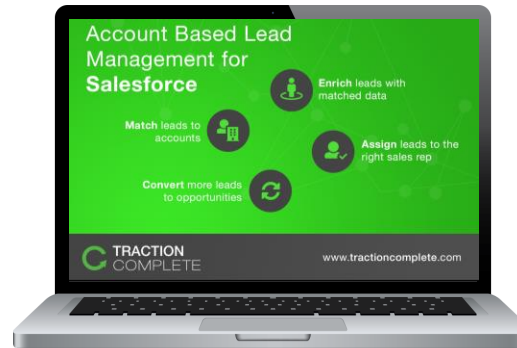 Account Based Lead
Management for
Salesforce
Enrich leads with
matched data
Match leads to
accounts
Assign leads to the
right sales rep
Convert more leads
to opportunities
TRACTION
COMPLETE
www.tractioncomplete.com